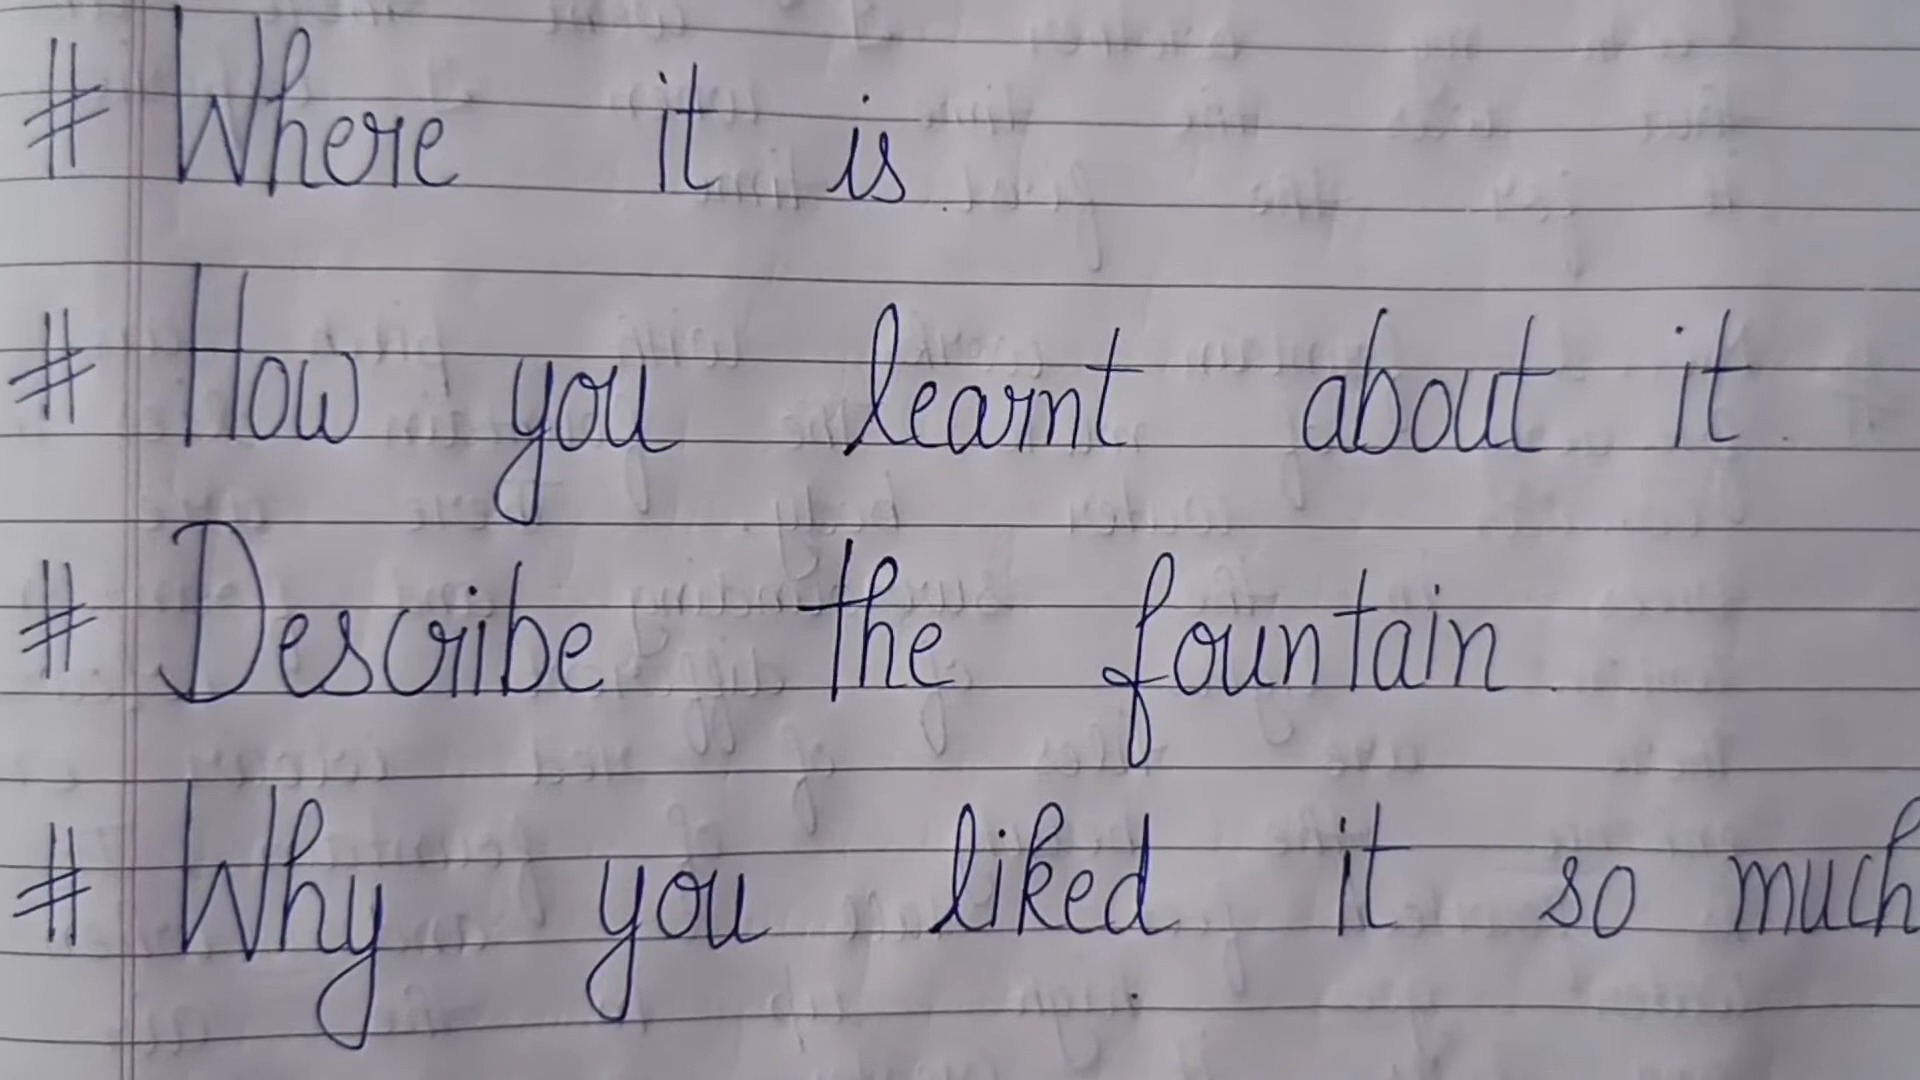 # Where it is.
# How you learnt about it.
# Describe the fountain.
# Why you liked it so much